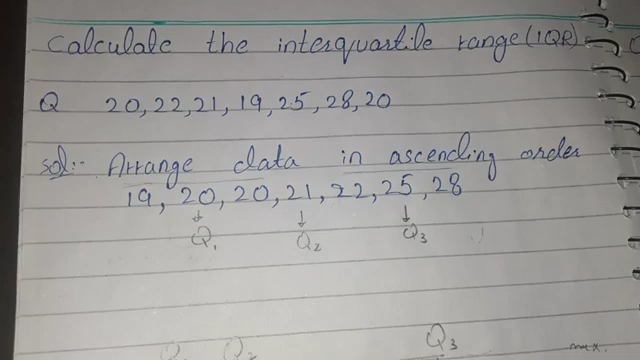 Calculate the interquartile range (IQR)
Q 20, 22, 21, 19, 25, 28, 20
Sol:- Arrange data in ascending order
19, 20, 20, 21, 22, 25, 28
↓ ↓ ↓
Q₁ Q₂ Q₃
Q₃
max.